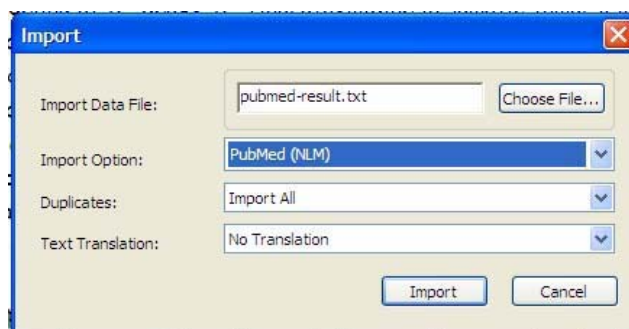 Import
Import Data File: pubmed-result.txt Choose File...
Import Option: PubMed (NLM)
Duplicates: Import All
Text Translation: No Translation
Import Cancel